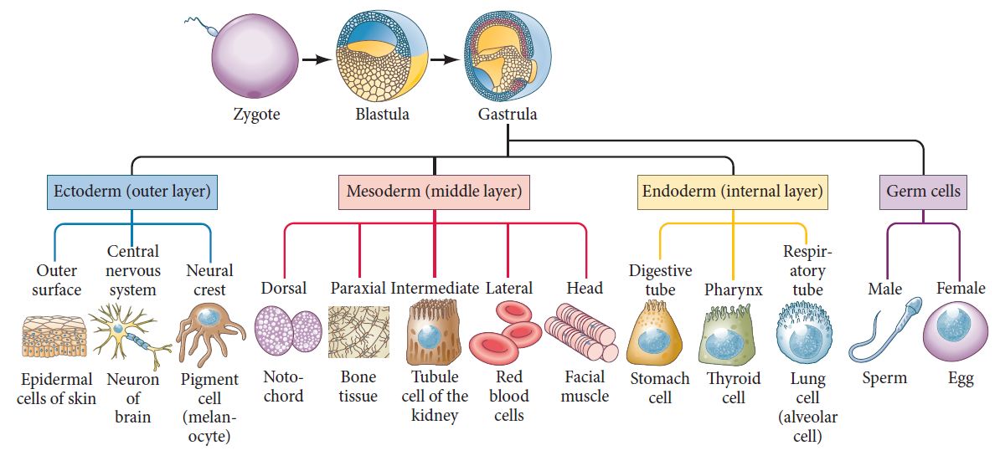 Zygote
Blastula
Gastrula
Ectoderm (outer layer)
Mesoderm (middle layer)
Endoderm (internal layer)
Germ cells
Outer
surface
Central
nervous
system
Neural
crest
Dorsal
Paraxial
Intermediate
Lateral
Head
Digestive
tube
Pharynx
Respir-
atory
tube
Male
Female
Epidermal
cells of skin
Neuron
of
brain
Pigment
cell
(melan-
ocyte)
Noto-
chord
Bone
tissue
Tubule
cell of the
kidney
Red
blood
cells
Facial
muscle
Stomach
cell
Thyroid
cell
Lung
cell
(alveolar
cell)
Sperm
Egg